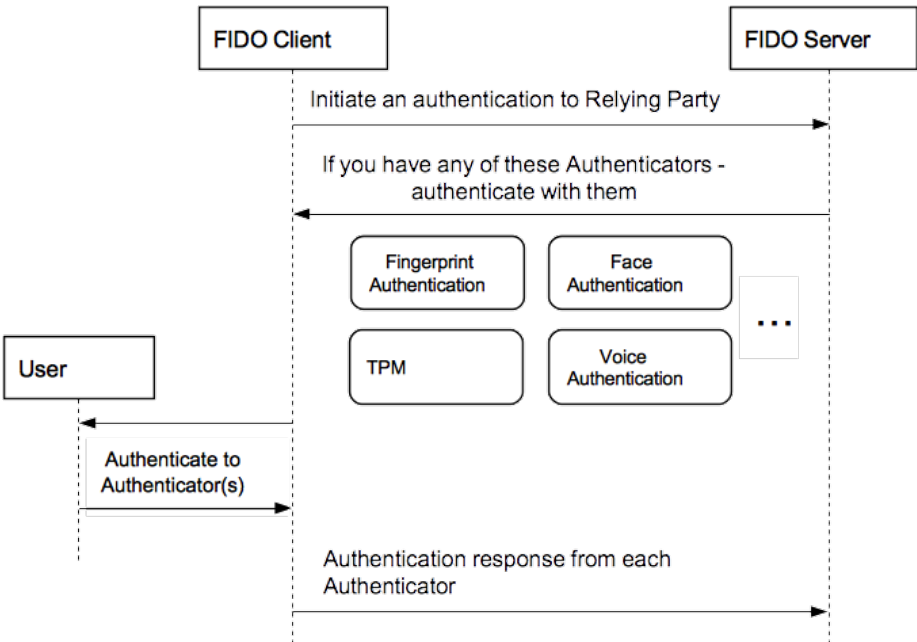 FIDO Client
FIDO Server
Initiate an authentication to Relying Party
If you have any of these Authenticators -
authenticate with them
Fingerprint
Authentication
Face
Authentication
...
TPM
Voice
Authentication
User
Authenticate to
Authenticator(s)
Authentication response from each
Authenticator